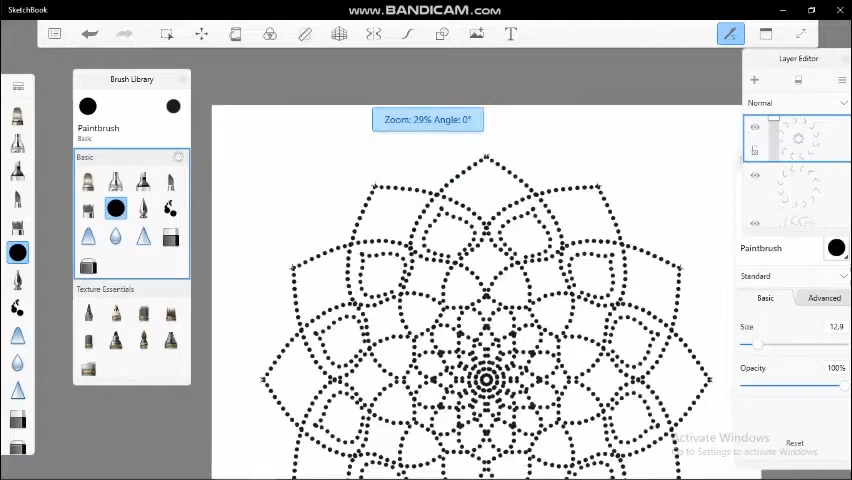 SketchBook
www.BANDICAM.com
T
Layer Editor
Brush Library
Normal
Zoom: 29% Angle: 0°
Paintbrush
Basic
Basic
Paintbrush
Standard
Texture Essentials
Basic
Advanced
Size
12.9
Opacity
100%
Activate Windows
Go to Settings to activate Windows.
Reset